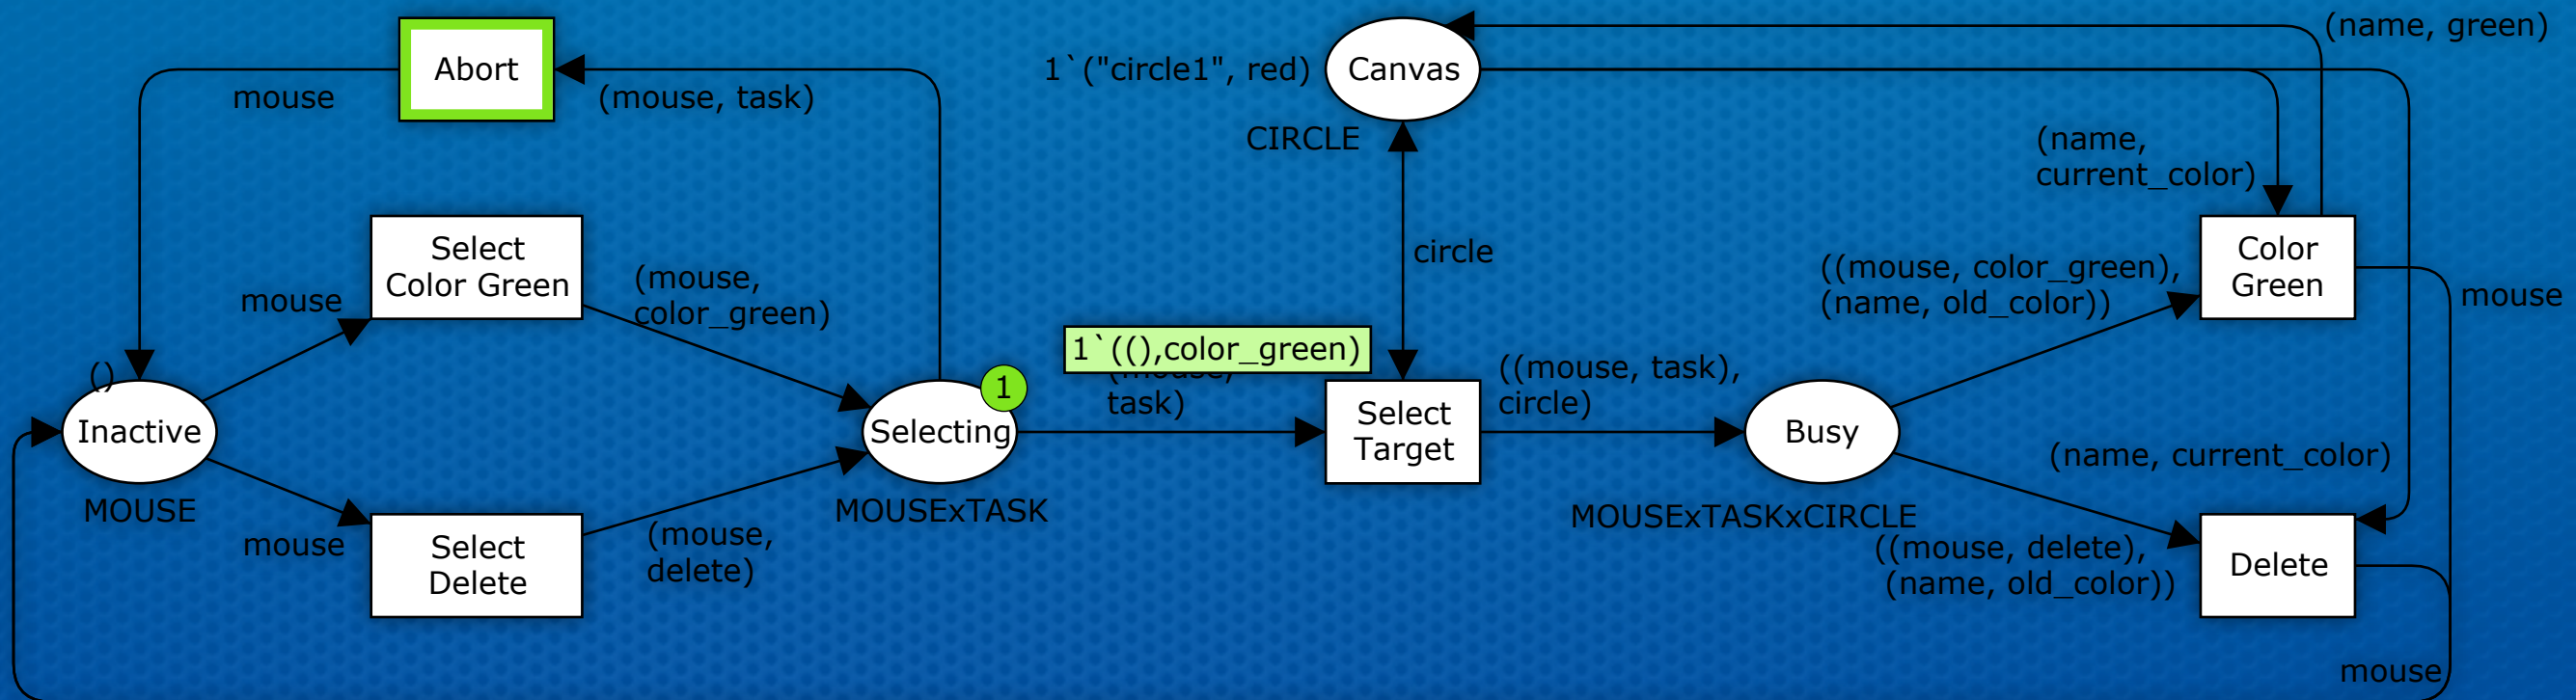 Abort
mouse
(mouse, task)
1`("circle1", red)
Canvas
CIRCLE
(name, green)
(name,
current_color)
Select
Color Green
mouse
(mouse,
color_green)
circle
Color
Green
((mouse, color_green),
(name, old_color))
mouse
()
Inactive
MOUSE
1
Selecting
MOUSExTASK
1`((),color_green)
(mouse,
task)
Select
Target
((mouse, task),
circle)
Busy
MOUSExTASKxCIRCLE
(name, current_color)
mouse
Select
Delete
(mouse,
delete)
((mouse, delete),
(name, old_color))
Delete
mouse